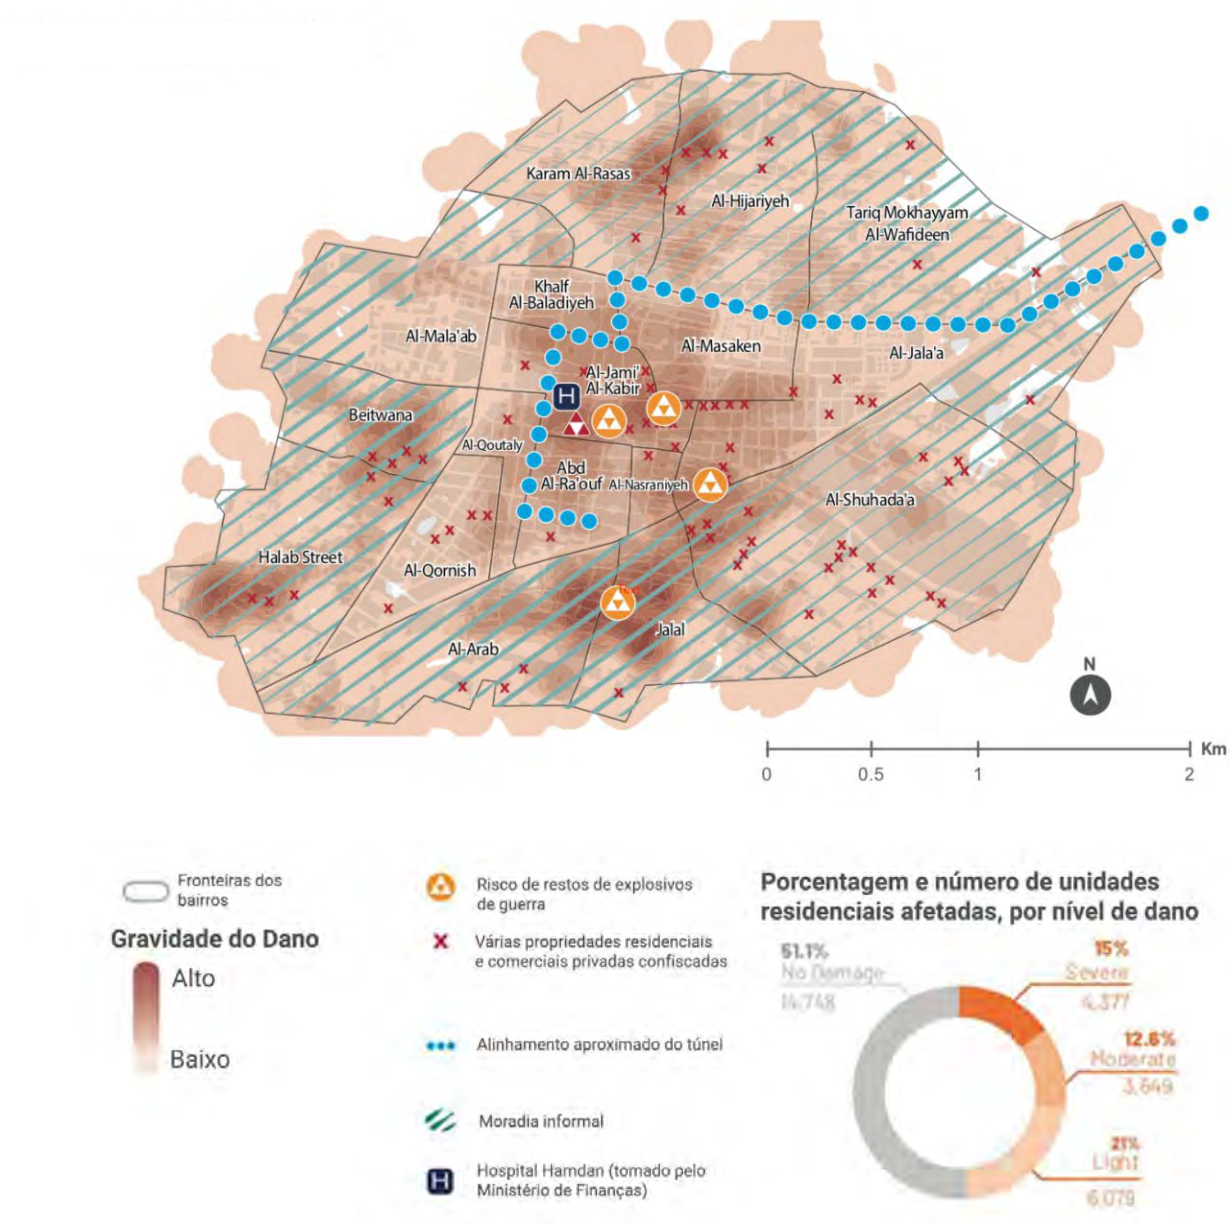 Karam Al-Rasas
Al-Hijariyeh
Tariq Mokhayyam
Al-Wafideen
Khalf
Al-Baladiyeh
Al-Mala'ab
Al-Masaken
Al-Jala'a
Al-Jami'
Al-Kabir
H
Beitwana
Al-Qoutaly
Abd
Al-Ra'ouf
Al-Nasraniyeh
Al-Shuhada'a
Halab Street
Al-Qornish
Jalal
Al-Arab
N
Km
0
0.5
1
2
Fronteiras dos
bairros
Gravidade do Dano
Alto
Baixo
Risco de restos de explosivos
de guerra
Várias propriedades residenciais
e comerciais privadas confiscadas
Alinhamento aproximado do túnel
Moradia informal
H
Hospital Hamdan (tomado pelo
Ministério de Finanças)
Porcentagem e número de unidades
residenciais afetadas, por nível de dano
51.1%
No Damage
14,748
15%
Severe
4,377
12.6%
Moderate
3,649
21%
Light
6,079